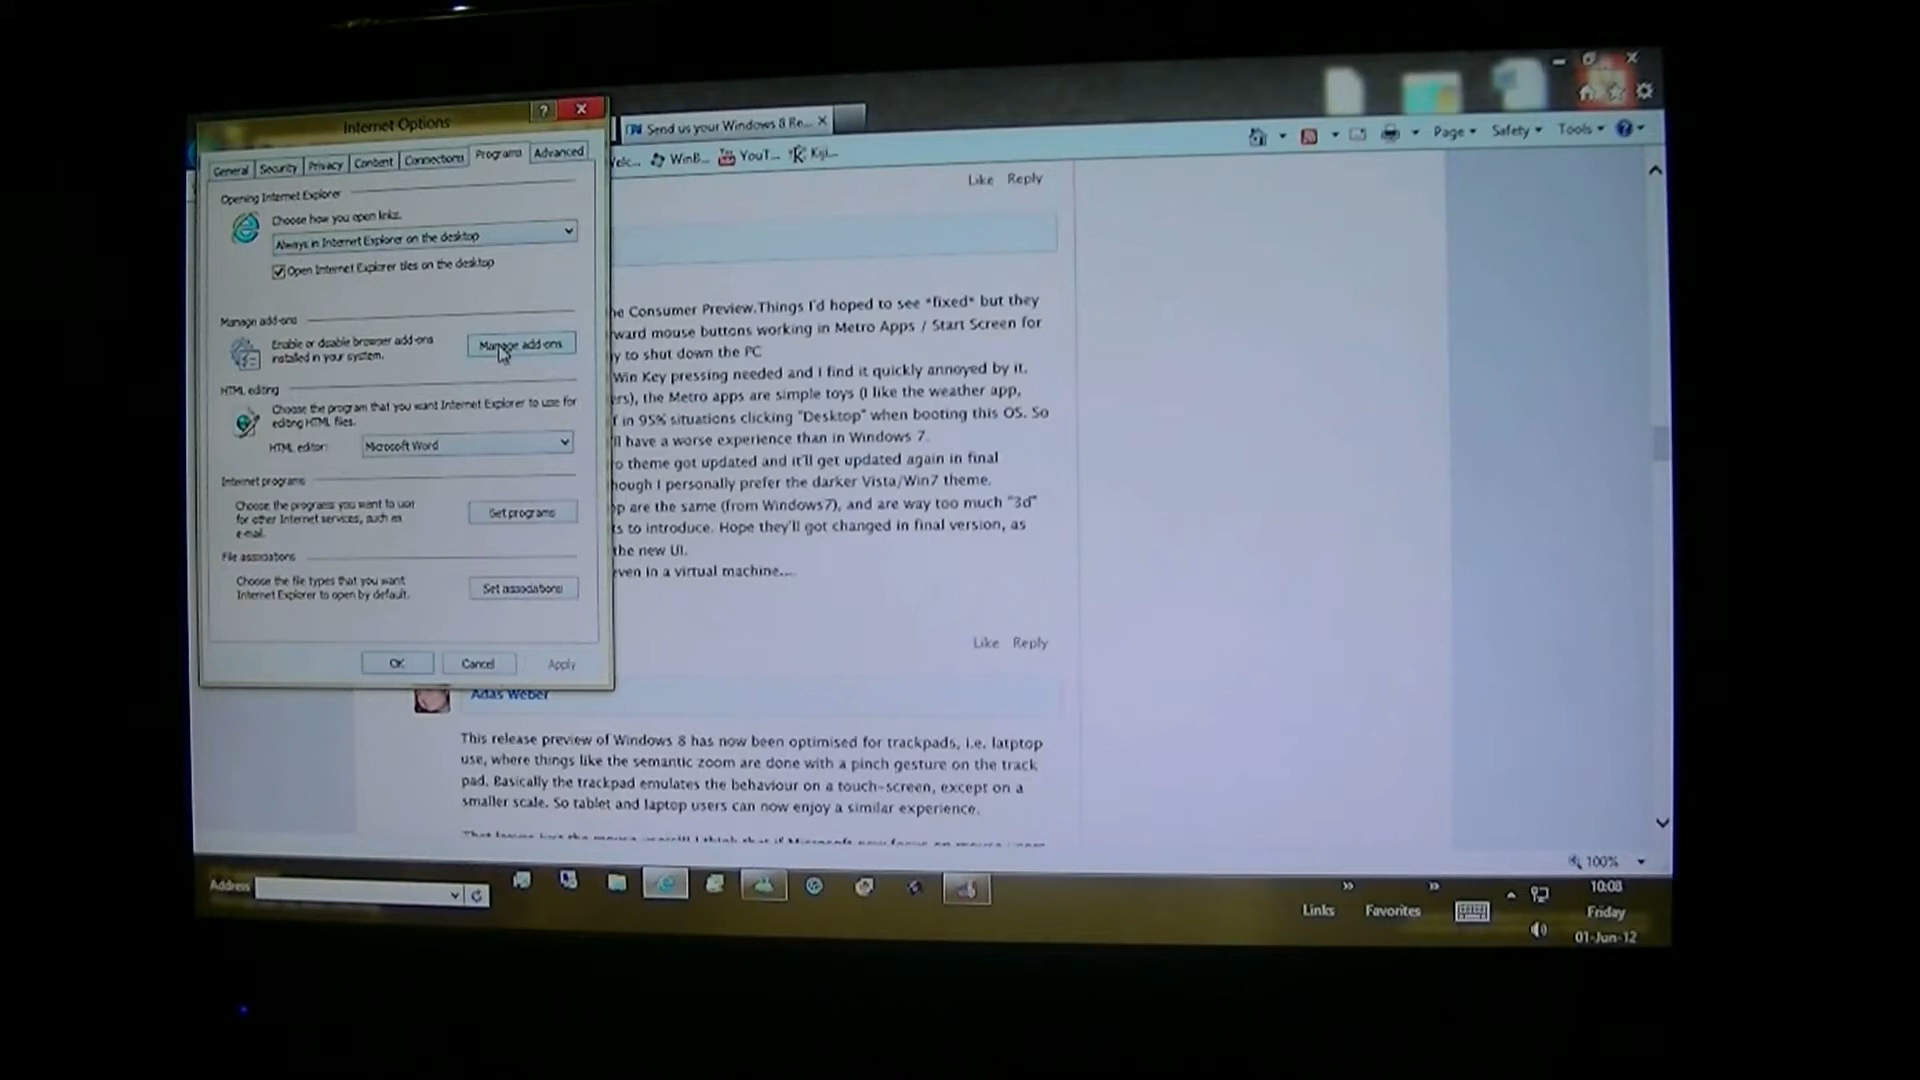 Internet Options
?
General
Security
Privacy
Content
Connections
Programs
Advanced
Opening Internet Explorer
Choose how you open links.
Always in Internet Explorer on the desktop
Open Internet Explorer tiles on the desktop
Manage add-ons
Enable or disable browser add-ons
installed in your system.
Manage add-ons
HTML editing
Choose the program that you want Internet Explorer to use for
editing HTML files.
HTML editor:
Microsoft Word
Internet programs
Choose the programs you want to use
for other Internet services, such as
e-mail.
Set programs
File associations
Choose the file types that you want
Internet Explorer to open by default.
Set associations
OK
Cancel
Apply
Send us your Windows 8 Re...
WinB...
YouT...
Kiji...
Page
Safety
Tools
Like Reply
he Consumer Preview.Things I'd hoped to see *fixed* but they
ward mouse buttons working in Metro Apps / Start Screen for
y to shut down the PC
Win Key pressing needed and I find it quickly annoyed by it.
ers), the Metro apps are simple toys (I like the weather app,
f in 95% situations clicking "Desktop" when booting this OS. So
'll have a worse experience than in Windows 7.
o theme got updated and it'll get updated again in final
hough I personally prefer the darker Vista/Win7 theme.
op are the same (from Windows7), and are way too much "3d"
ts to introduce. Hope they'll got changed in final version, as
the new UI.
even in a virtual machine....
Like Reply
Adas Weber
This release preview of Windows 8 has now been optimised for trackpads, i.e. latptop
use, where things like the semantic zoom are done with a pinch gesture on the track
pad. Basically the trackpad emulates the behaviour on a touch-screen, except on a
smaller scale. So tablet and laptop users can now enjoy a similar experience.
100%
Address
Links
Favorites
10:08
Friday
01-Jun-12